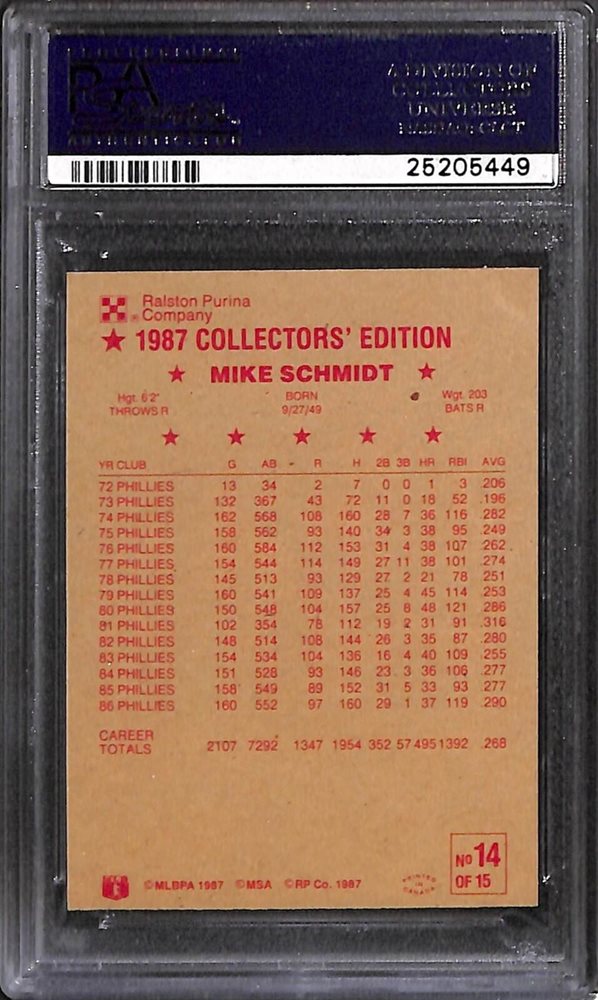 PSA
A DIVISION OF
COLLECTORS
UNIVERSE
NASDAQ: CLCT
25205449
Ralston Purina
Company
★ 1987 COLLECTORS' EDITION
★ MIKE SCHMIDT ★
Hgt. 6'2" BORN Wgt. 203
THROWS R 9/27/49 BATS R
★ ★ ★ ★ ★
YR CLUB G AB R H 2B 3B HR RBI AVG
72 PHILLIES 13 34 2 7 0 0 1 3 .206
73 PHILLIES 132 367 43 72 11 0 18 52 .196
74 PHILLIES 162 568 108 160 28 7 36 116 .282
75 PHILLIES 158 562 93 140 34 3 38 95 .249
76 PHILLIES 160 584 112 153 31 4 38 107 .262
77 PHILLIES 154 544 114 149 27 11 38 101 .274
78 PHILLIES 145 513 93 129 27 2 21 78 .251
79 PHILLIES 160 541 109 137 25 4 45 114 .253
80 PHILLIES 150 548 104 157 25 8 48 121 .286
81 PHILLIES 102 354 78 112 19 2 31 91 .316
82 PHILLIES 148 514 108 144 26 3 35 87 .280
83 PHILLIES 154 534 104 136 16 4 40 109 .255
84 PHILLIES 151 528 93 146 23 3 36 106 .277
85 PHILLIES 158 549 89 152 31 5 33 93 .277
86 PHILLIES 160 552 97 160 29 1 37 119 .290
CAREER
TOTALS 2107 7292 1347 1954 352 57 495 1392 .268
©MLBPA 1987 ©MSA ©RP Co. 1987
PRINTED
IN
CANADA
No 14
OF 15